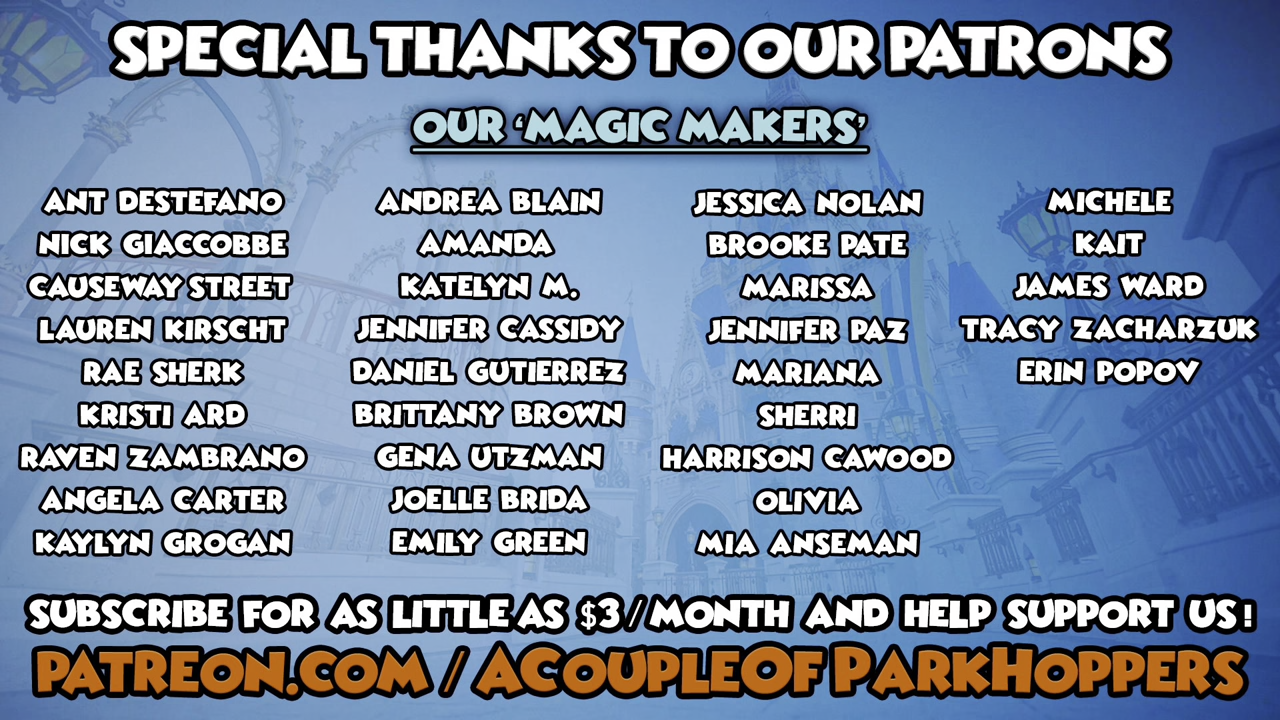 SPECIAL THANKS TO OUR PATRONS
OUR 'MAGIC MAKERS'
ANT DESTEFANO
NICK GIACCOBBE
CAUSEWAY STREET
LAUREN KIRSCHT
RAE SHERK
KRISTI ARD
RAVEN ZAMBRANO
ANGELA CARTER
KAYLYN GROGAN
ANDREA BLAIN
AMANDA
KATELYN M.
JENNIFER CASSIDY
DANIEL GUTIERREZ
BRITTANY BROWN
GENA UTZMAN
JOELLE BRIDA
EMILY GREEN
JESSICA NOLAN
BROOKE PATE
MARISSA
JENNIFER PAZ
MARIANA
SHERRI
HARRISON CAWOOD
OLIVIA
MIA ANSEMAN
MICHELE
KAIT
JAMES WARD
TRACY ZACHARZUK
ERIN POPOV
SUBSCRIBE FOR AS LITTLE AS $3/MONTH AND HELP SUPPORT US!
PATREON.COM / ACOUPLEOFPARKHOPPERS